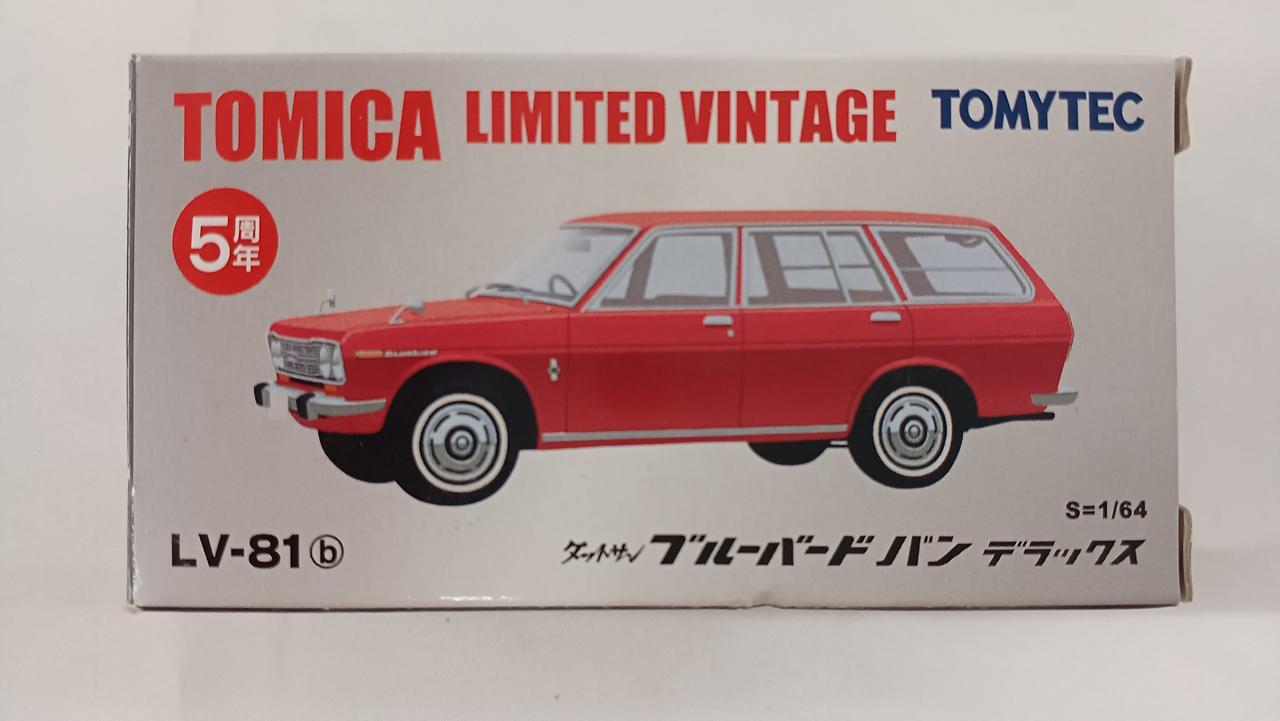 TOMICA LIMITED VINTAGE TOMYTEC
5周年
BLUEBIRD
S=1/64
LV-81ⓑ ダットサン ブルーバード バン デラックス